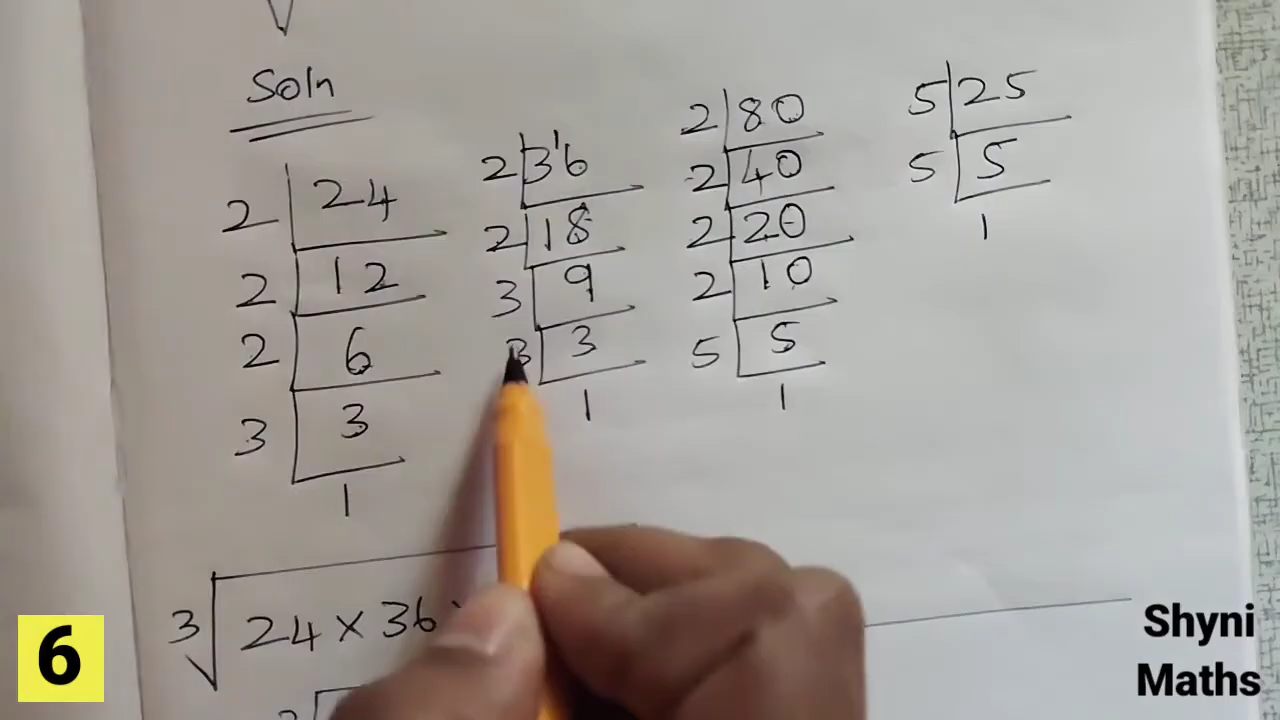 Soln
2 | 24
2 | 12
2 | 6
3 | 3
1
2 | 36
2 | 18
3 | 9
3 | 3
1
2 | 80
2 | 40
2 | 20
2 | 10
5 | 5
1
5 | 25
5 | 5
1
3√24 × 36
6
Shyni
Maths